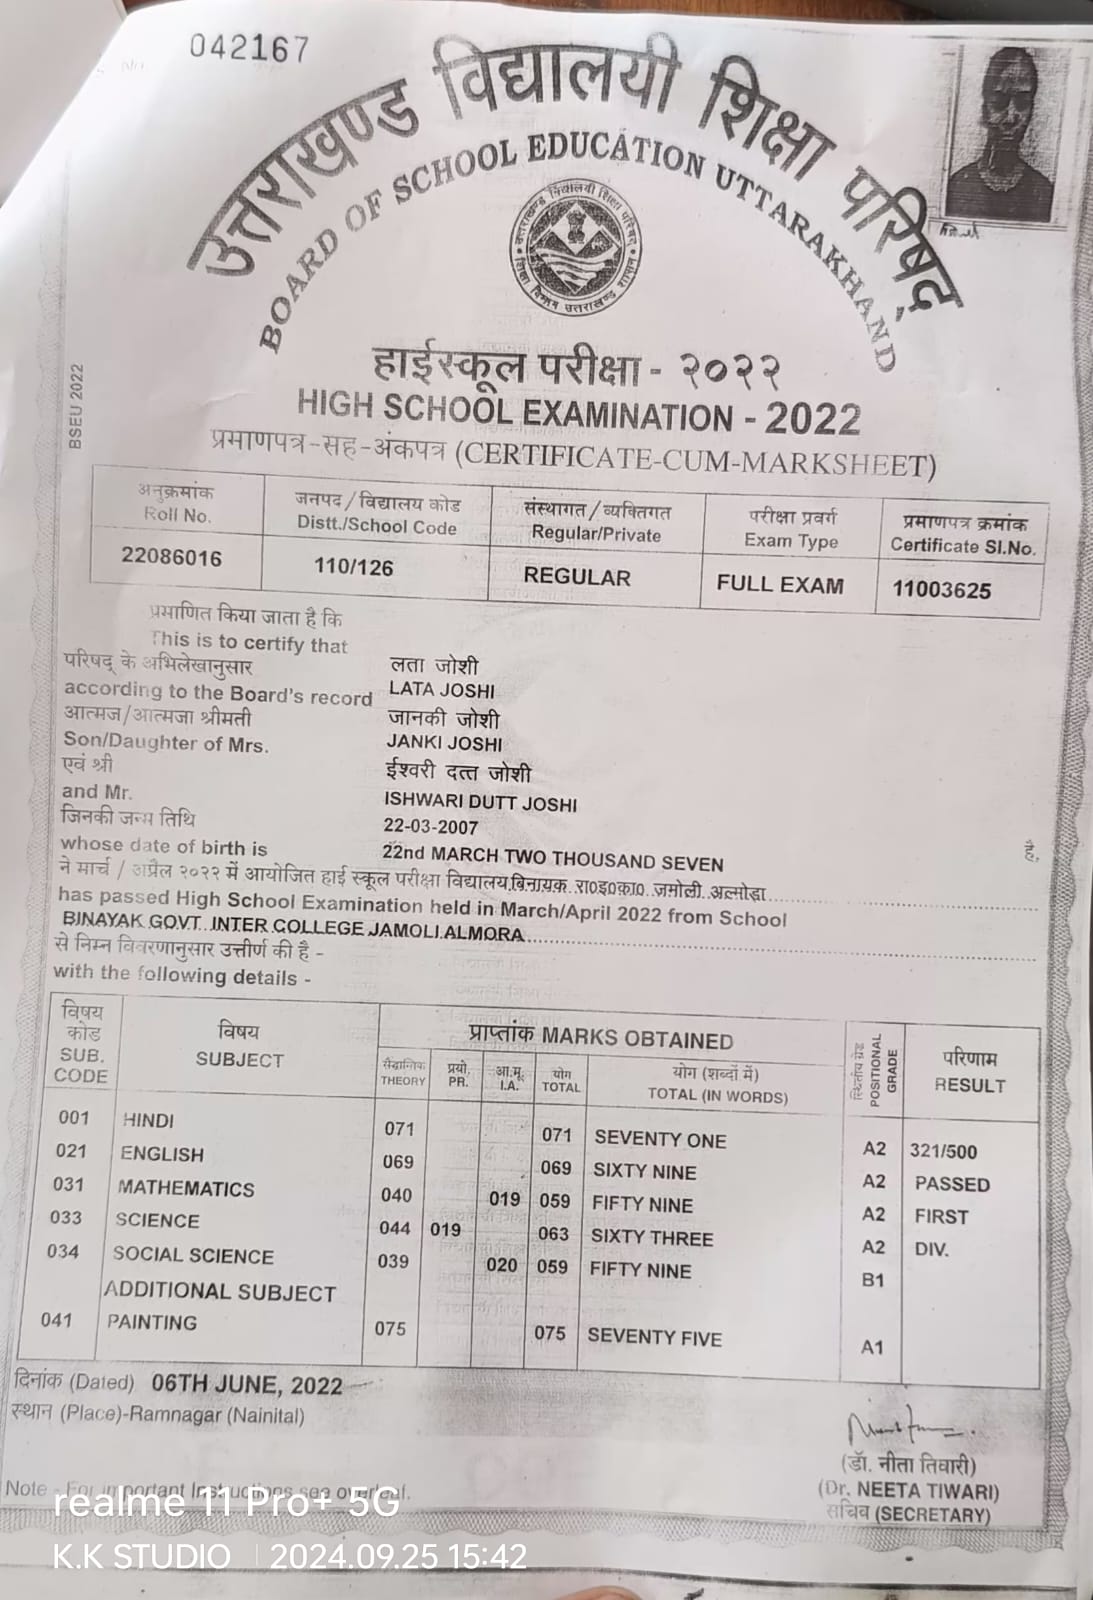 042167
उत्तराखण्ड विद्यालयी शिक्षा परिषद्
BOARD OF SCHOOL EDUCATION UTTARAKHAND
BSEU 2022
हाईस्कूल परीक्षा - २०२२
HIGH SCHOOL EXAMINATION - 2022
प्रमाणपत्र-सह-अंकपत्र (CERTIFICATE-CUM-MARKSHEET)
अनुक्रमांक जनपद / विद्यालय कोड संस्थागत / व्यक्तिगत परीक्षा प्रवर्ग प्रमाणपत्र क्रमांक
Roll No. Distt./School Code Regular/Private Exam Type Certificate Sl.No.
22086016 110/126 REGULAR FULL EXAM 11003625
प्रमाणित किया जाता है कि
This is to certify that
परिषद् के अभिलेखानुसार लता जोशी
according to the Board's record LATA JOSHI
आत्मज/आत्मजा श्रीमती जानकी जोशी
Son/Daughter of Mrs. JANKI JOSHI
एवं श्री ईश्वरी दत्त जोशी
and Mr. ISHWARI DUTT JOSHI
जिनकी जन्म तिथि 22-03-2007
whose date of birth is 22nd MARCH TWO THOUSAND SEVEN है,
ने मार्च / अप्रैल २०२२ में आयोजित हाई स्कूल परीक्षा विद्यालय बिनायक रा0इ0का0 जमोली अल्मोड़ा
has passed High School Examination held in March/April 2022 from School
BINAYAK GOVT. INTER COLLEGE JAMOLI ALMORA
से निम्न विवरणानुसार उत्तीर्ण की है -
with the following details -
विषय कोड विषय प्राप्तांक MARKS OBTAINED स्थितीय ग्रेड परिणाम
SUB. CODE SUBJECT POSITIONAL GRADE RESULT
सैद्धान्तिक प्रयो. आ.मू. योग योग (शब्दों में)
THEORY PR. I.A. TOTAL TOTAL (IN WORDS)
001 HINDI 071 071 SEVENTY ONE A2 321/500
021 ENGLISH 069 069 SIXTY NINE A2 PASSED
031 MATHEMATICS 040 019 059 FIFTY NINE A2 FIRST
033 SCIENCE 044 019 063 SIXTY THREE A2 DIV.
034 SOCIAL SCIENCE 039 020 059 FIFTY NINE B1
ADDITIONAL SUBJECT
041 PAINTING 075 075 SEVENTY FIVE A1
दिनांक (Dated) 06TH JUNE, 2022
स्थान (Place)-Ramnagar (Nainital)
(डॉ. नीता तिवारी)
(Dr. NEETA TIWARI)
सचिव (SECRETARY)
Note - For important Instructions see overleaf.
realme 11 Pro+ 5G
K.K STUDIO | 2024.09.25 15:42